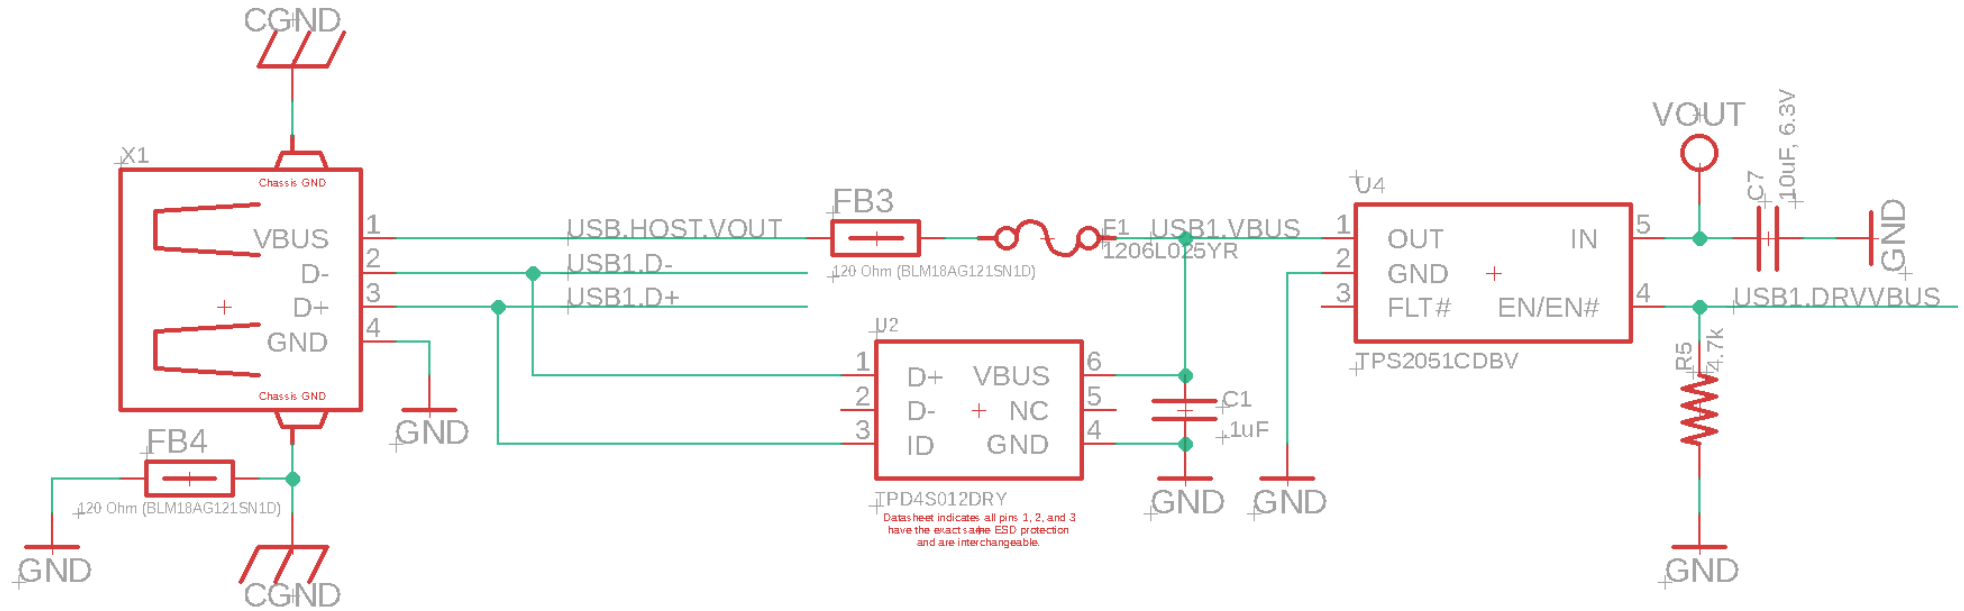 CGND
X1
Chassis GND
VBUS
D-
D+
GND
Chassis GND
1
2
3
4
GND
FB4
120 Ohm (BLM18AG121SN1D)
GND
CGND
USB.HOST.VOUT
USB1.D-
USB1.D+
FB3
120 Ohm (BLM18AG121SN1D)
F1
1206L025YR
USB1.VBUS
U2
1
2
3
D+
D-
ID
VBUS
NC
GND
6
5
4
TPD4S012DRY
Datasheet indicates all pins 1, 2, and 3
have the exact same ESD protection
and are interchangeable.
C1
.1uF
GND
GND
U4
1
2
3
OUT
GND
FLT#
IN
EN/EN#
5
4
TPS2051CDBV
VOUT
C7
10uF, 6.3V
GND
USB1.DRVVBUS
R5
4.7k
GND